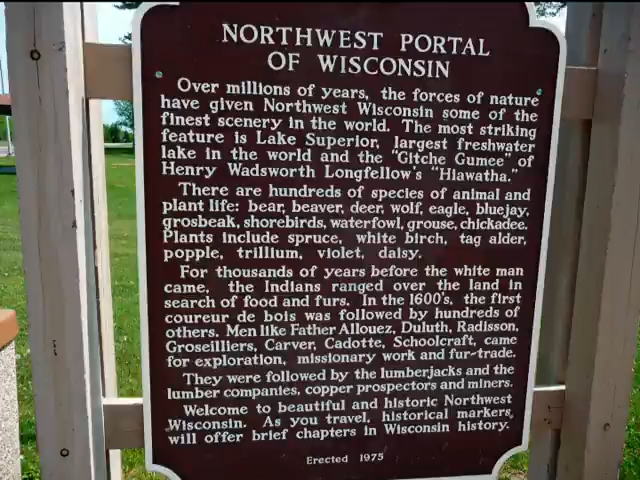 NORTHWEST PORTAL
OF WISCONSIN
Over millions of years, the forces of nature
have given Northwest Wisconsin some of the
finest scenery in the world. The most striking
feature is Lake Superior, largest freshwater
lake in the world and the "Gitche Gumee" of
Henry Wadsworth Longfellow's "Hiawatha."
There are hundreds of species of animal and
plant life: bear, beaver, deer, wolf, eagle, bluejay,
grosbeak, shorebirds, waterfowl, grouse, chickadee.
Plants include spruce, white birch, tag alder,
popple, trillium, violet, daisy.
For thousands of years before the white man
came, the Indians ranged over the land in
search of food and furs. In the 1600's, the first
coureur de bois was followed by hundreds of
others. Men like Father Allouez, Duluth, Radisson,
Groseilliers, Carver, Cadotte, Schoolcraft, came
for exploration, missionary work and fur-trade.
They were followed by the lumberjacks and the
lumber companies, copper prospectors and miners.
Welcome to beautiful and historic Northwest
Wisconsin. As you travel, historical markers,
will offer brief chapters in Wisconsin history.
Erected 1975